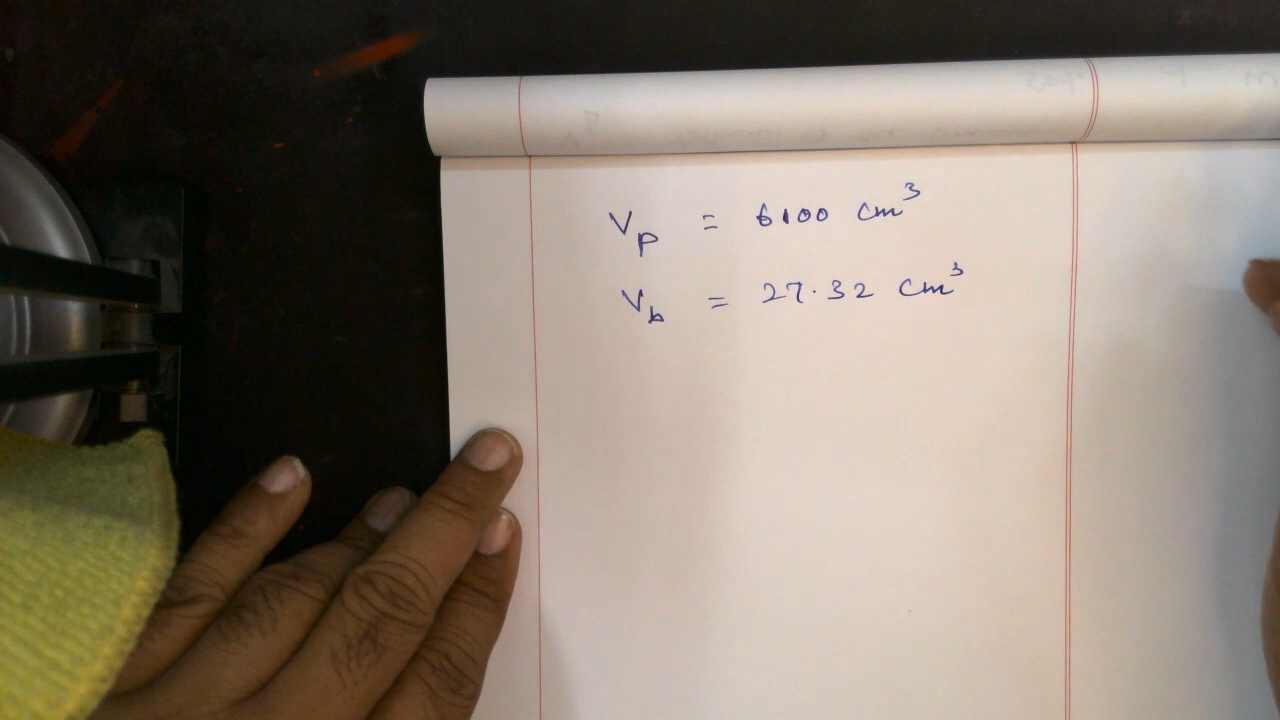 Vp = 6100 cm³
Vb = 27.32 cm³